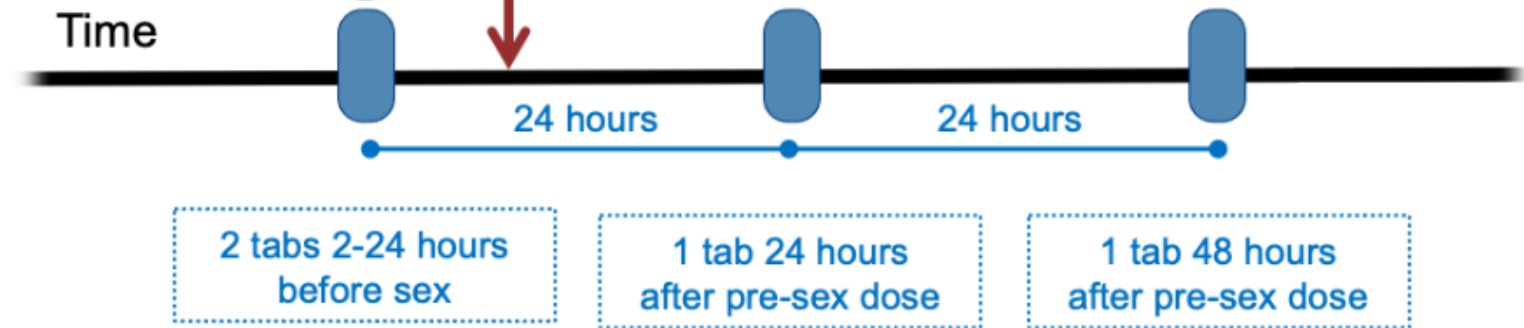 Time
24 hours
24 hours
2 tabs 2-24 hours
before sex
1 tab 24 hours
after pre-sex dose
1 tab 48 hours
after pre-sex dose